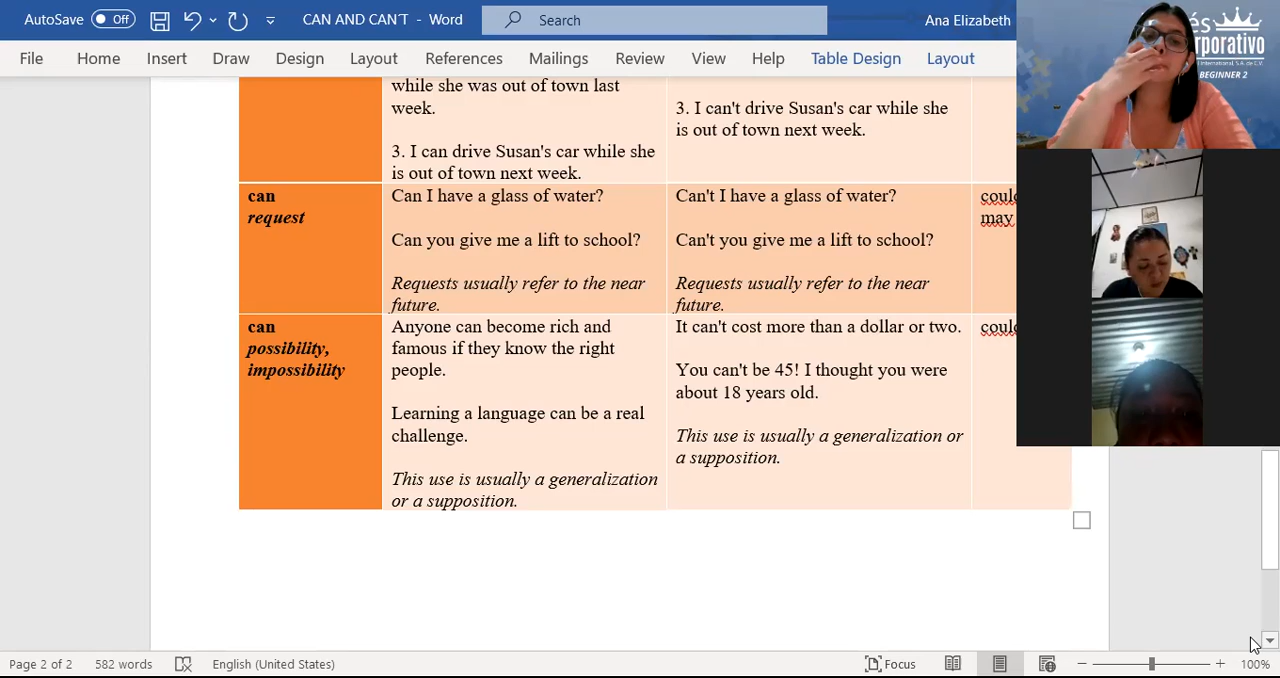 AutoSave Off CAN AND CAN'T - Word Search Ana Elizabeth
File Home Insert Draw Design Layout References Mailings Review View Help Table Design Layout
és
rporativo
International, S.A. de C.V.
BEGINNER 2
while she was out of town last
week.
3. I can drive Susan's car while she
is out of town next week.
3. I can't drive Susan's car while she
is out of town next week.
can
request
Can I have a glass of water?
Can you give me a lift to school?
Requests usually refer to the near
future.
Can't I have a glass of water?
Can't you give me a lift to school?
Requests usually refer to the near
future.
coul
may
can
possibility,
impossibility
Anyone can become rich and
famous if they know the right
people.
Learning a language can be a real
challenge.
This use is usually a generalization
or a supposition.
It can't cost more than a dollar or two.
You can't be 45! I thought you were
about 18 years old.
This use is usually a generalization or
a supposition.
coul
Page 2 of 2 582 words English (United States) Focus 100%